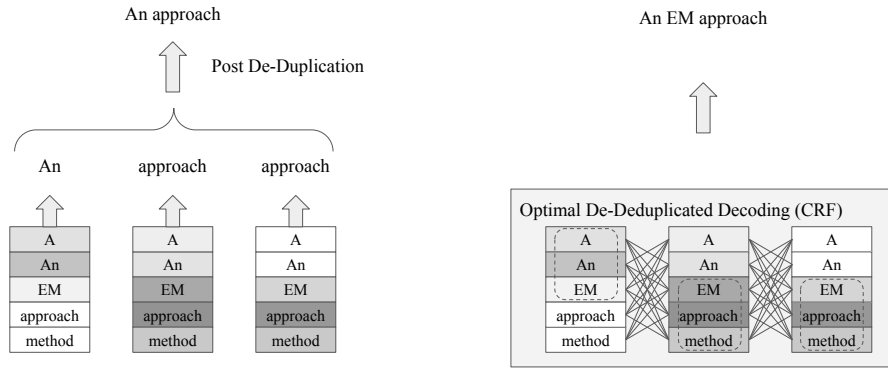 An approach
Post De-Duplication
An approach approach
A A A
An An An
EM EM EM
approach approach approach
method method method
An EM approach
Optimal De-Deduplicated Decoding (CRF)
A A A
An An An
EM EM EM
approach approach approach
method method method